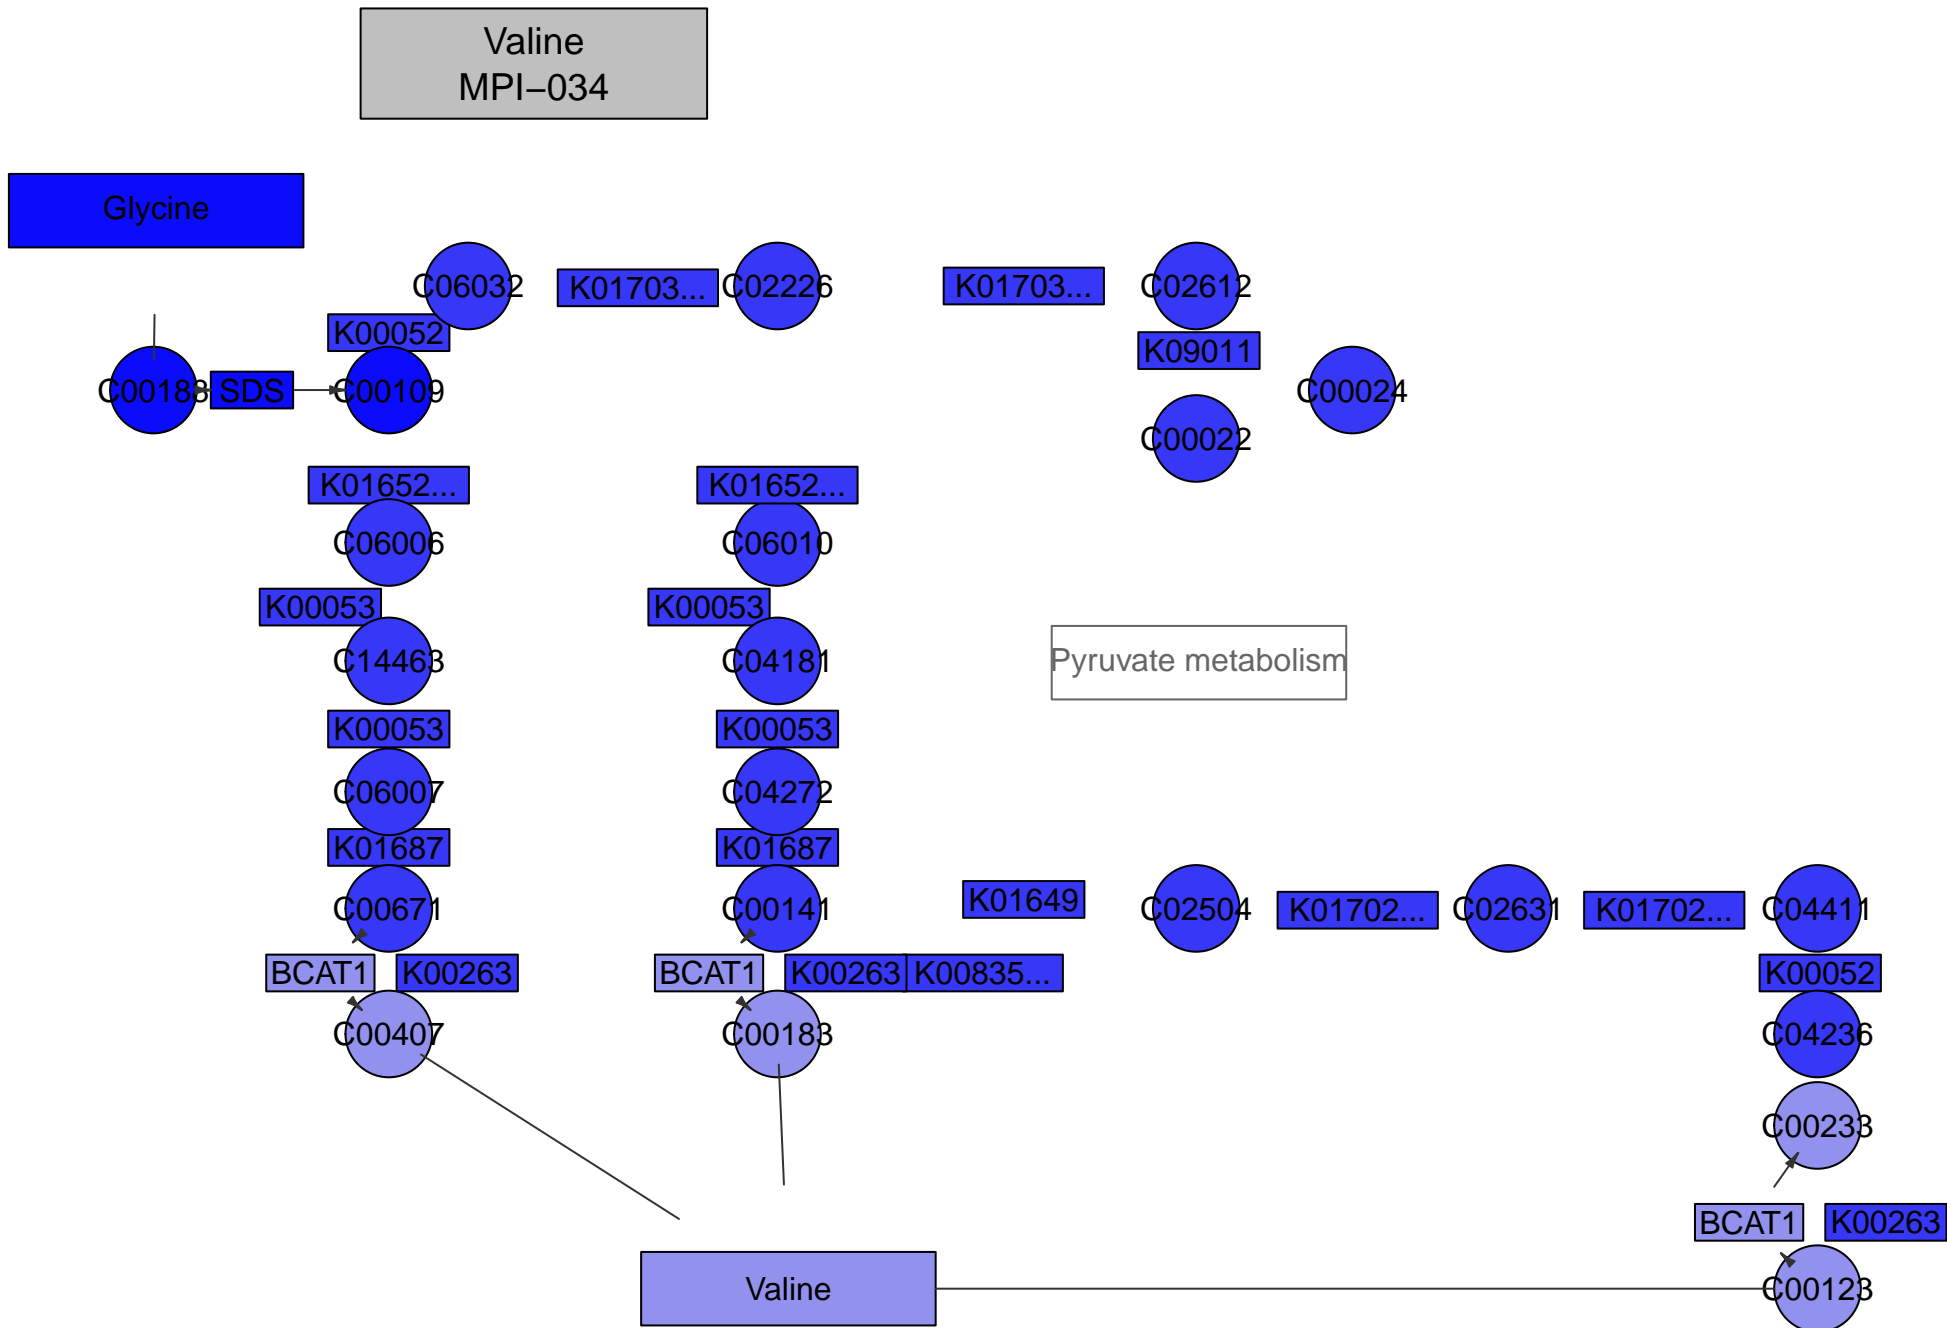 Valine
MPI−034
Glycine
C06032
K01703...
C02226
K01703...
C02612
K00052
K09011
C00188
SDS
C00109
C00024
C00022
K01652...
K01652...
C06006
C06010
K00053
K00053
C14463
C04181
Pyruvate metabolism
K00053
K00053
C06007
C04272
K01687
K01687
C00671
C00141
K01649
C02504
K01702...
C02631
K01702...
C04411
BCAT1
K00263
BCAT1
K00263
K00835...
K00052
C00407
C00183
C04236
C00233
BCAT1
K00263
Valine
C00123